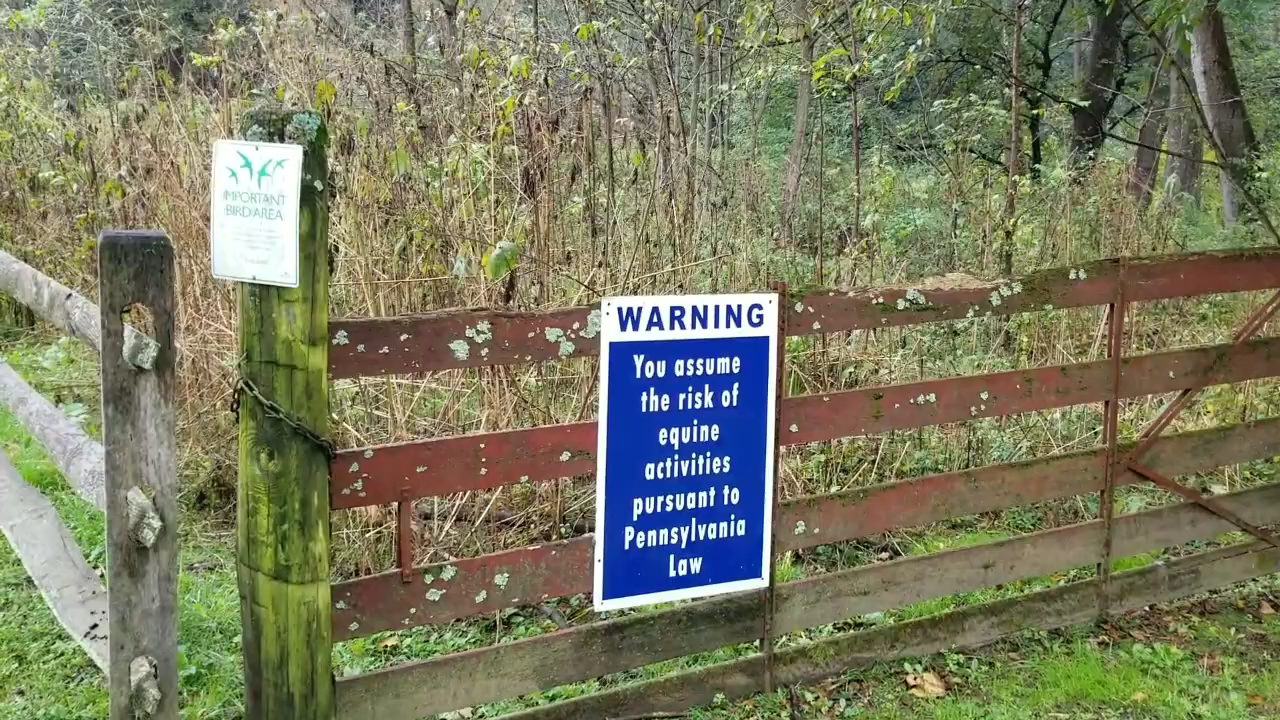 IMPORTANT
BIRD AREA
WARNING
You assume
the risk of
equine
activities
pursuant to
Pennsylvania
Law